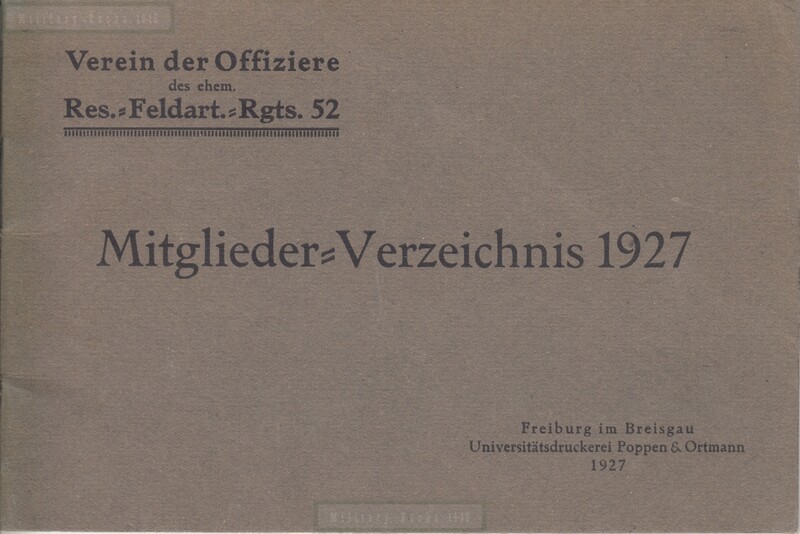 Verein der Offiziere
des ehem.
Res.=Feldart.=Rgts. 52
Mitglieder=Verzeichnis 1927
Freiburg im Breisgau
Universitätsdruckerei Poppen & Ortmann
1927